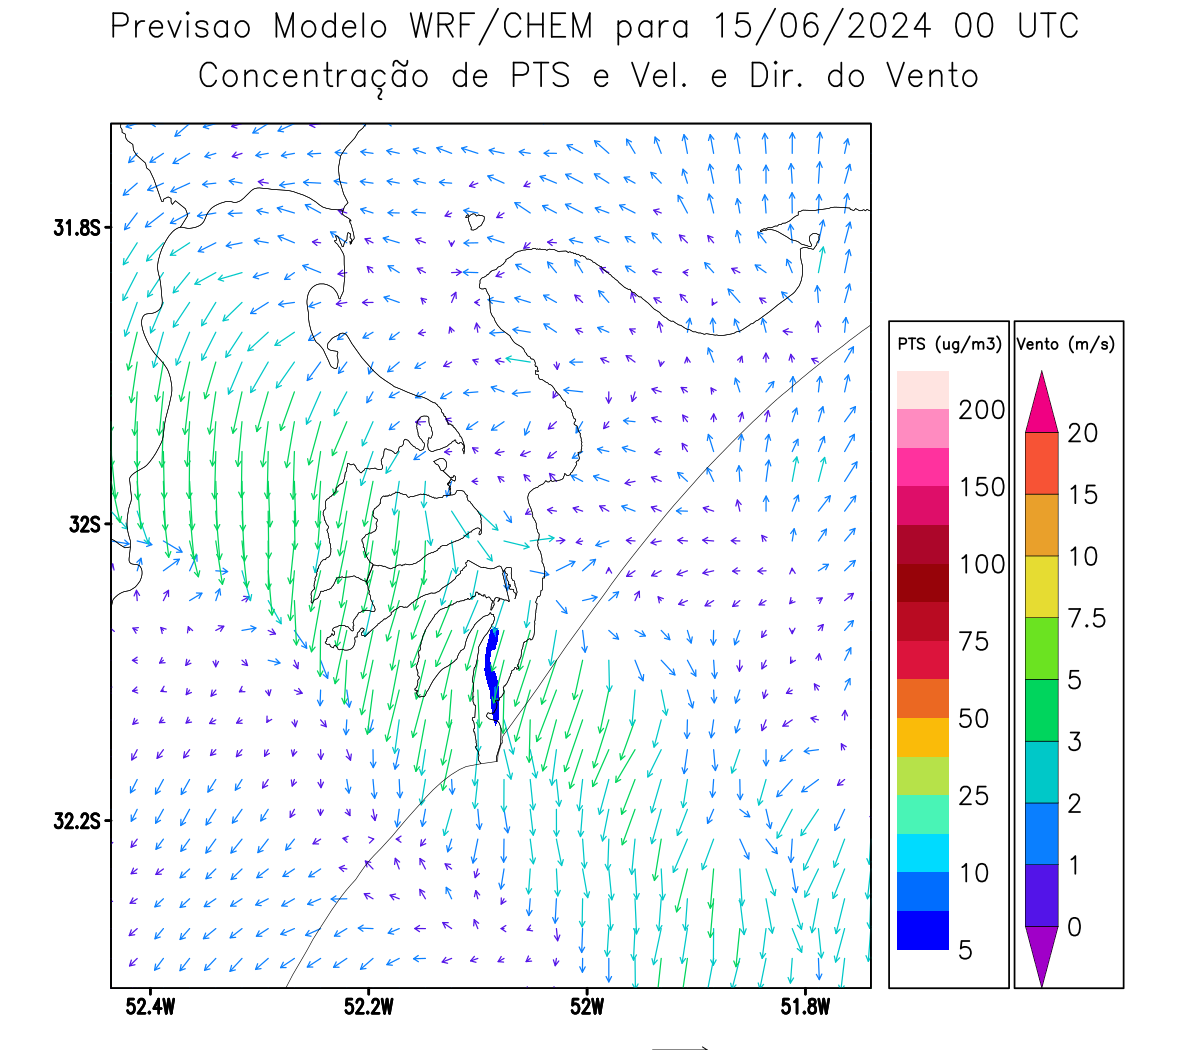 Previsao Modelo WRF/CHEM para 15/06/2024 00 UTC
Concentração de PTS e Vel. e Dir. do Vento
31.8S
32S
32.2S
52.4W
52.2W
52W
51.8W
PTS (ug/m3)
200
150
100
75
50
25
10
5
Vento (m/s)
20
15
10
7.5
5
3
2
1
0